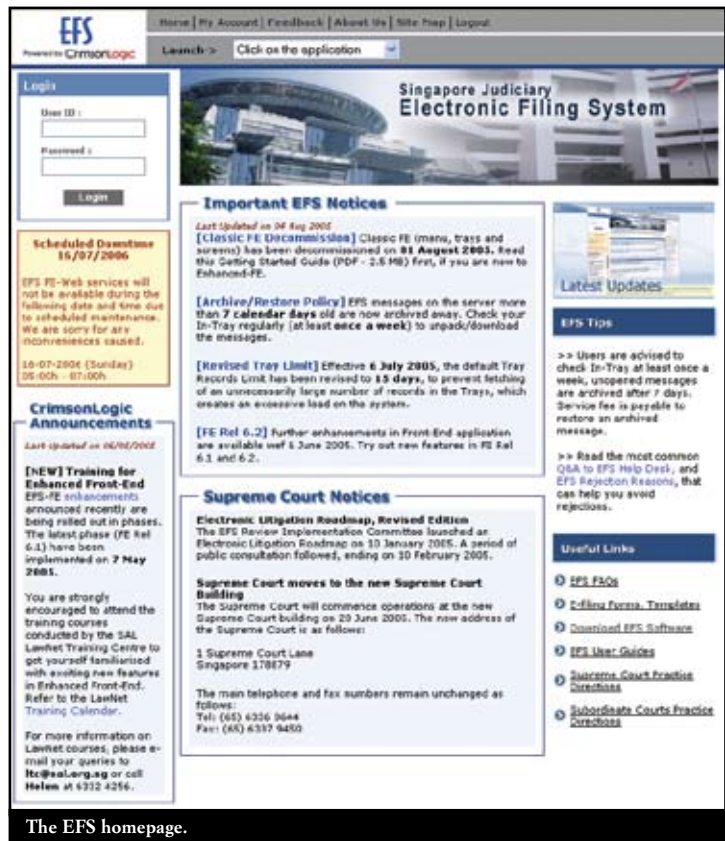 EFS
Powered by CrimsonLogic
Home | My Account | Feedback | About Us | Site Map | Logout
Launch -> Click on the application
Login
User ID :
Password :
Login
Singapore Judiciary
Electronic Filing System
Scheduled Downtime
16/07/2006
EFS FE-Web services will
not be available during the
following date and time due
to scheduled maintenance.
We are sorry for any
inconveniences caused.
16-07-2006 (Sunday)
05:00h - 07:00h
CrimsonLogic
Announcements
Last Updated on 06/05/2005
[NEW] Training for
Enhanced Front-End
EFS-FE enhancements
announced recently are
being rolled out in phases.
The latest phase (FE Rel
6.1) have been
implemented on 7 May
2005.
You are strongly
encouraged to attend the
training courses
conducted by the SAL
LawNet Training Centre to
get yourself familiarised
with exciting new features
in Enhanced Front-End.
Refer to the LawNet
Training Calendar.
For more information on
LawNet courses, please e-
mail your queries to
ltc@sal.org.sg or call
Helen at 6332 4256.
Important EFS Notices
Last Updated on 04 Aug 2005
[Classic FE Decommission] Classic FE (menu, trays and
screens) has been decommissioned on 01 August 2005. Read
this Getting Started Guide (PDF - 2.5 MB) first, if you are new to
Enhanced-FE.
[Archive/Restore Policy] EFS messages on the server more
than 7 calendar days old are now archived away. Check your
In-Tray regularly (at least once a week) to unpack/download
the messages.
[Revised Tray Limit] Effective 6 July 2005, the default Tray
Records Limit has been revised to 15 days, to prevent fetching
of an unnecessarily large number of records in the Trays, which
creates an excessive load on the system.
[FE Rel 6.2] Further enhancements in Front-End application
are available wef 6 June 2005. Try out new features in FE Rel
6.1 and 6.2.
Supreme Court Notices
Electronic Litigation Roadmap, Revised Edition
The EFS Review Implementation Committee launched an
Electronic Litigation Roadmap on 10 January 2005. A period of
public consultation followed, ending on 10 February 2005.
Supreme Court moves to the new Supreme Court
Building
The Supreme Court will commence operations at the new
Supreme Court building on 20 June 2005. The new address of
the Supreme Court is as follows:
1 Supreme Court Lane
Singapore 178879
The main telephone and fax numbers remain unchanged as
follows:
Tel: (65) 6336 0644
Fax: (65) 6337 9450
Latest Updates
EFS Tips
>> Users are advised to
check In-Tray at least once a
week, unopened messages
are archived after 7 days.
Service fee is payable to
restore an archived
message.
>> Read the most common
Q&A to EFS Help Desk, and
EFS Rejection Reasons, that
can help you avoid
rejections.
Useful Links
EFS FAQs
E-filing Forms, Templates
Download EFS Software
EFS User Guides
Supreme Court Practice
Directions
Subordinate Courts Practice
Directions
The EFS homepage.